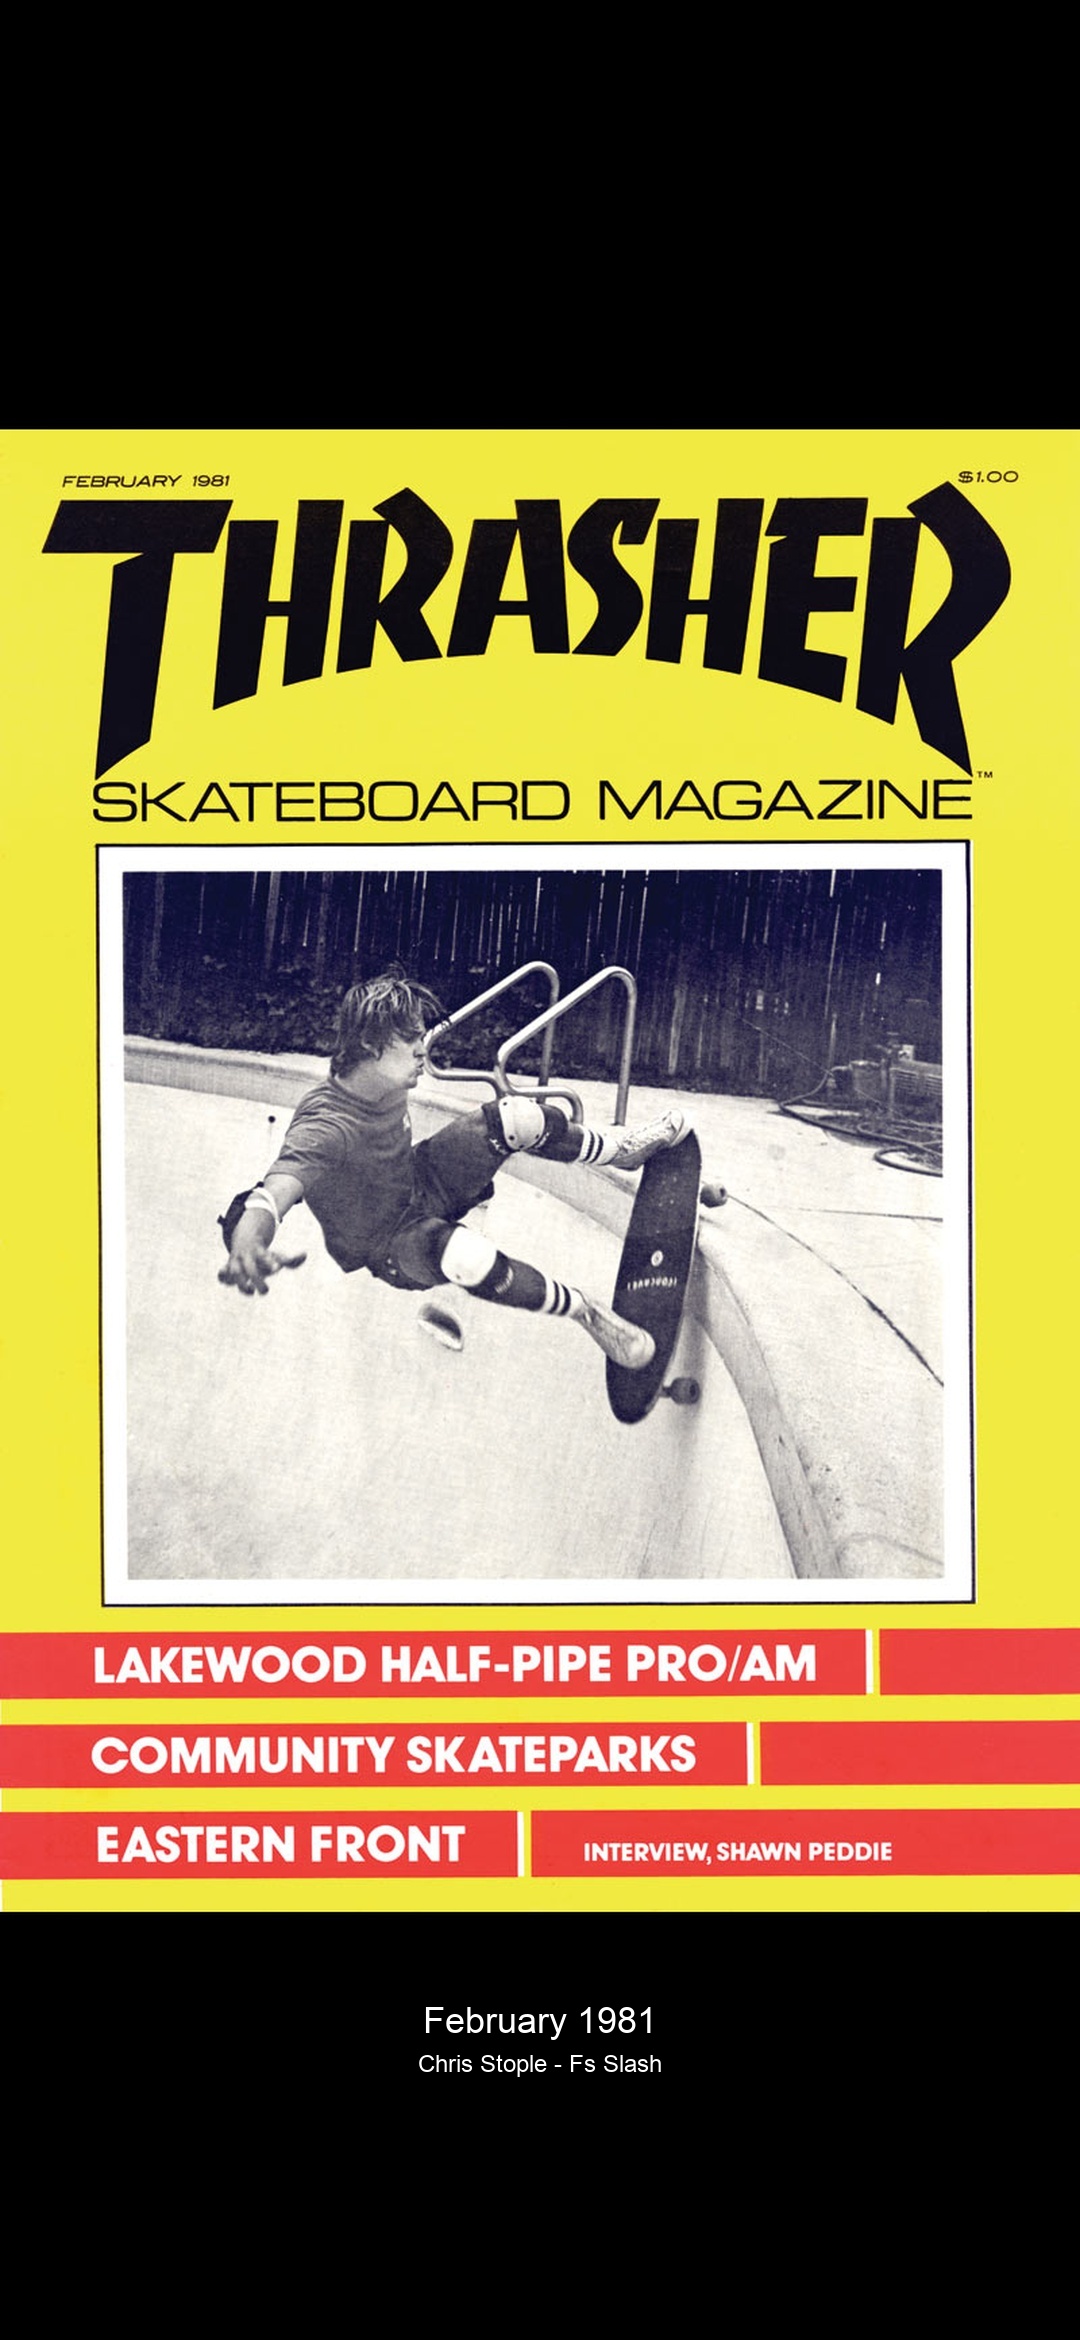 FEBRUARY 1981
$1.00
THRASHER
SKATEBOARD MAGAZINE™
LAKEWOOD HALF-PIPE PRO/AM
COMMUNITY SKATEPARKS
EASTERN FRONT
INTERVIEW, SHAWN PEDDIE
February 1981
Chris Stople - Fs Slash